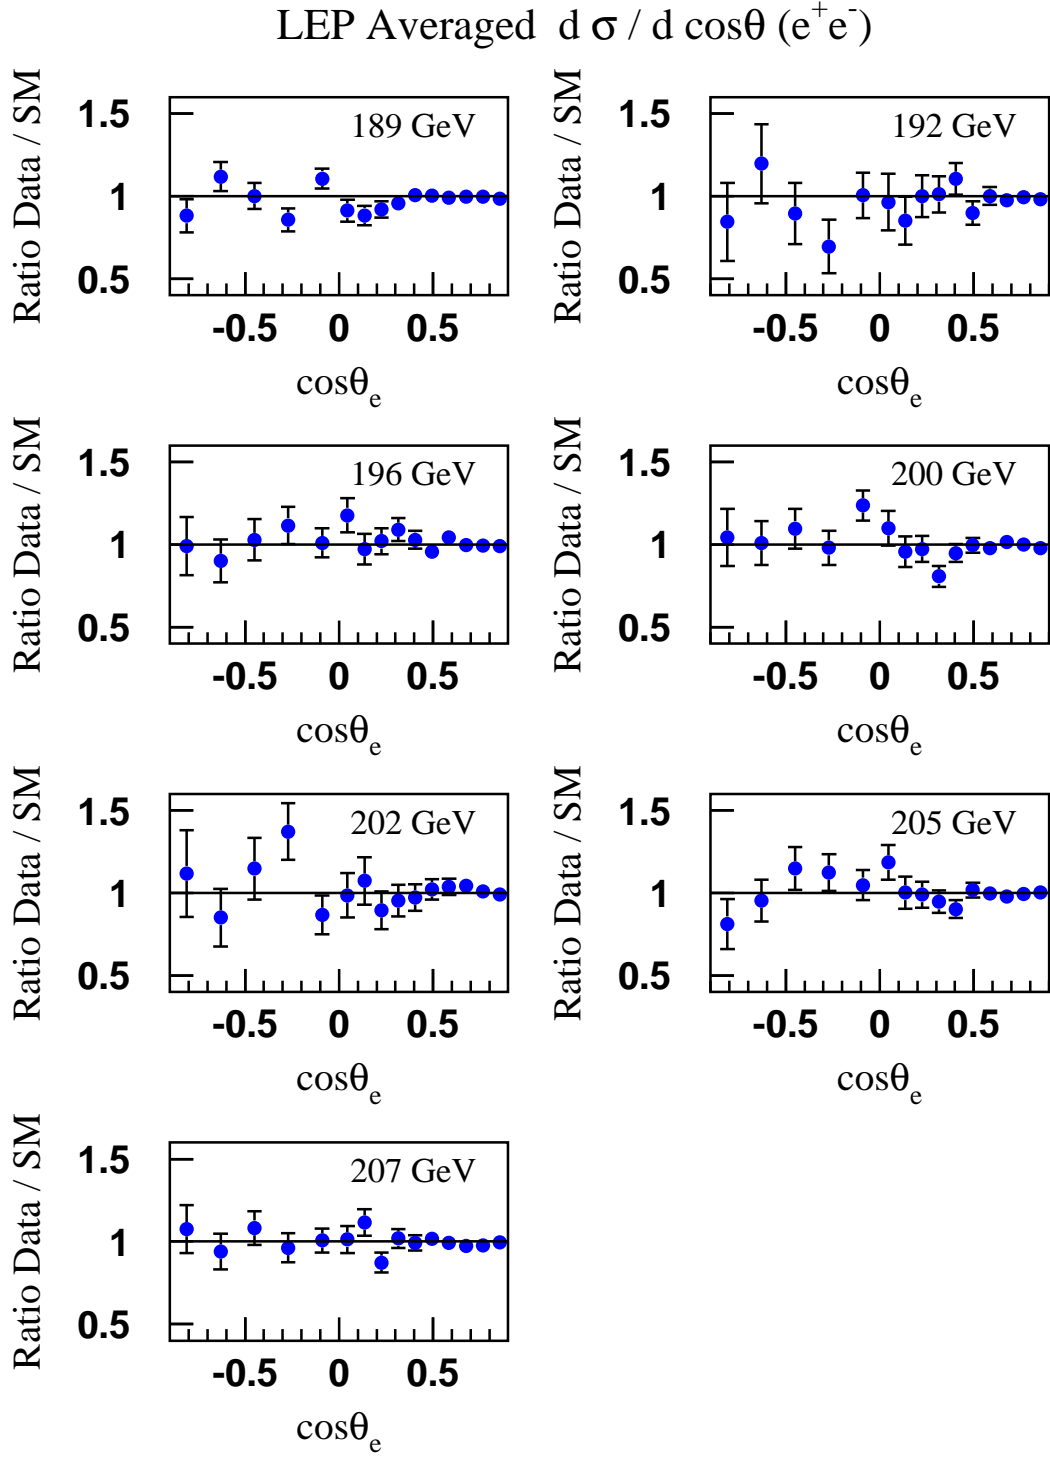 LEP Averaged d σ / d cosθ (e+e-)
Ratio Data / SM
1.5
1
0.5
189 GeV
-0.5 0 0.5
cosθe
Ratio Data / SM
1.5
1
0.5
192 GeV
-0.5 0 0.5
cosθe
Ratio Data / SM
1.5
1
0.5
196 GeV
-0.5 0 0.5
cosθe
Ratio Data / SM
1.5
1
0.5
200 GeV
-0.5 0 0.5
cosθe
Ratio Data / SM
1.5
1
0.5
202 GeV
-0.5 0 0.5
cosθe
Ratio Data / SM
1.5
1
0.5
205 GeV
-0.5 0 0.5
cosθe
Ratio Data / SM
1.5
1
0.5
207 GeV
-0.5 0 0.5
cosθe